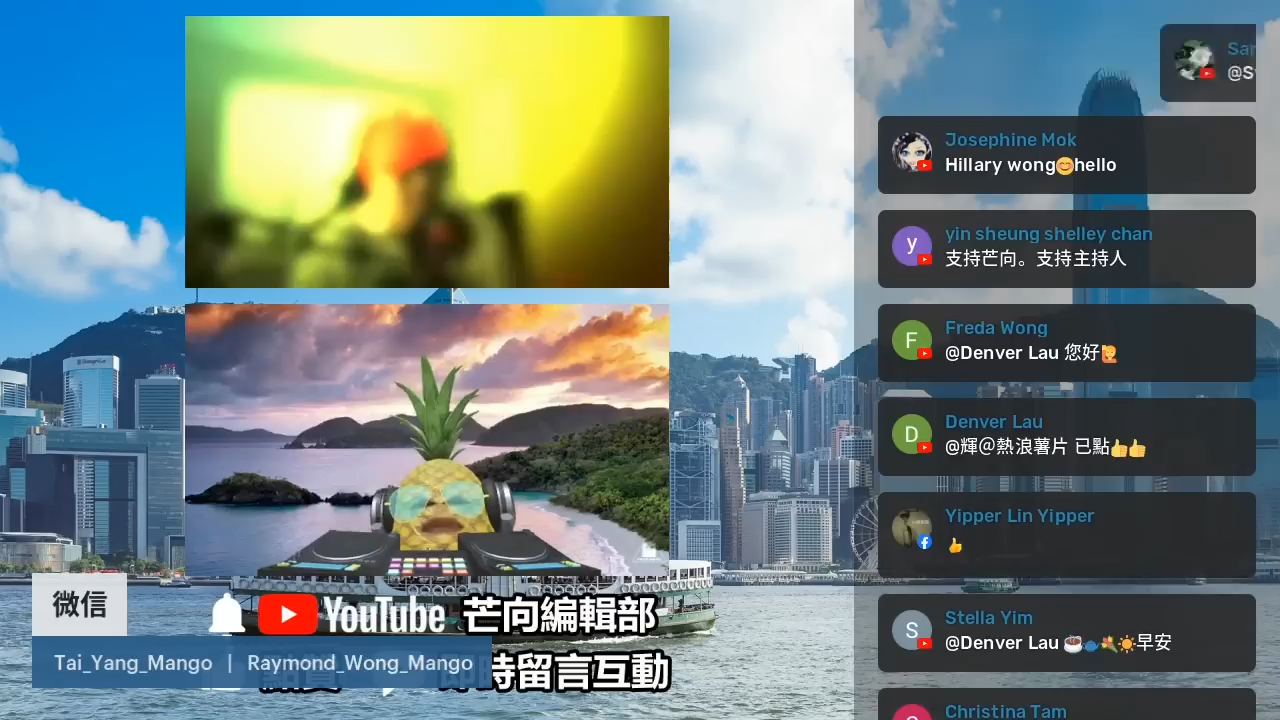 San
@S
Josephine Mok
Hillary wong😊hello
yin sheung shelley chan
支持芒向。支持主持人
Freda Wong
@Denver Lau 您好🙋
Denver Lau
@輝@熱浪薯片 已點👍👍
Yipper Lin Yipper
👍
Stella Yim
@Denver Lau ☕🐟💐☀️早安
Christina Tam
微信
YouTube 芒向編輯部
Tai_Yang_Mango | Raymond_Wong_Mango
即時留言互動